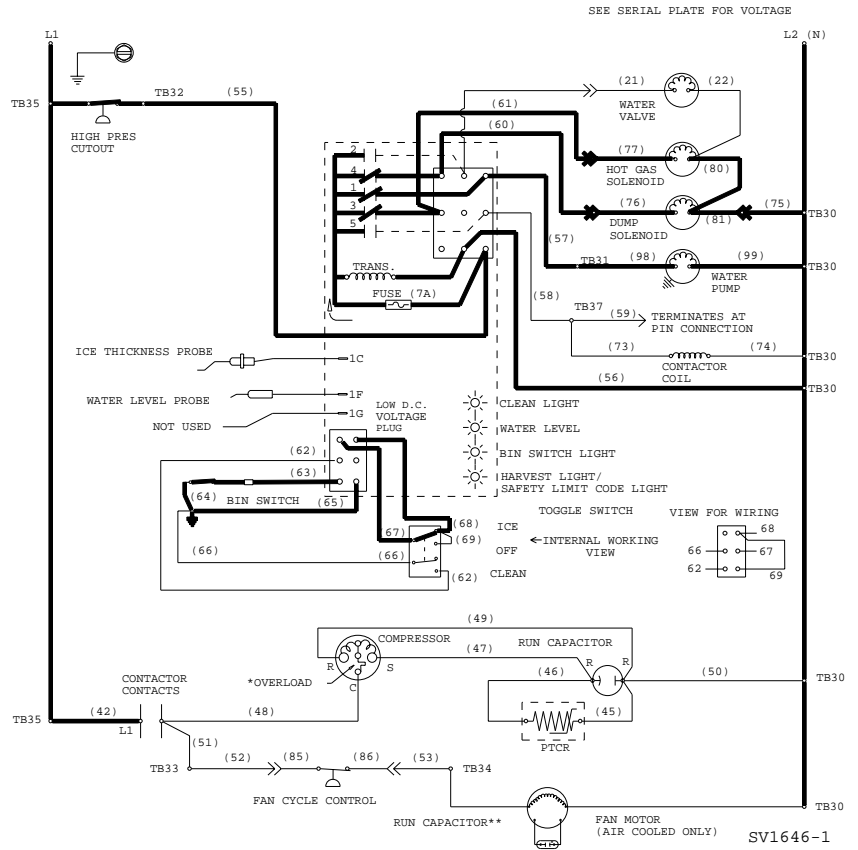 SEE SERIAL PLATE FOR VOLTAGE
L1
L2 (N)
TB35
TB32
(55)
HIGH PRES
CUTOUT
(21)
(22)
WATER
VALVE
(61)
(60)
(77)
HOT GAS
SOLENOID
(80)
(76)
(75)
TB30
DUMP
SOLENOID
(81)
2
4
1
3
5
(57)
TB31
(98)
(99)
TB30
WATER
PUMP
TRANS.
FUSE (7A)
(58)
TB37
(59)
TERMINATES AT
PIN CONNECTION
(73)
(74)
TB30
CONTACTOR
COIL
(56)
TB30
ICE THICKNESS PROBE
1C
WATER LEVEL PROBE
1F
NOT USED
1G
LOW D.C.
VOLTAGE
PLUG
CLEAN LIGHT
WATER LEVEL
BIN SWITCH LIGHT
HARVEST LIGHT/
SAFETY LIMIT CODE LIGHT
(62)
(63)
(64)
BIN SWITCH
(65)
(66)
(67)
(68)
(69)
(66)
(62)
TOGGLE SWITCH
ICE
OFF
CLEAN
INTERNAL WORKING
VIEW
VIEW FOR WIRING
68
66
67
62
69
(49)
COMPRESSOR
(47)
RUN CAPACITOR
R
S
C
*OVERLOAD
R
R
(46)
(50)
TB30
(45)
PTCR
CONTACTOR
CONTACTS
TB35
(42)
L1
(48)
(51)
TB33
(52)
(85)
(86)
(53)
TB34
FAN CYCLE CONTROL
RUN CAPACITOR**
FAN MOTOR
(AIR COOLED ONLY)
TB30
SV1646-1